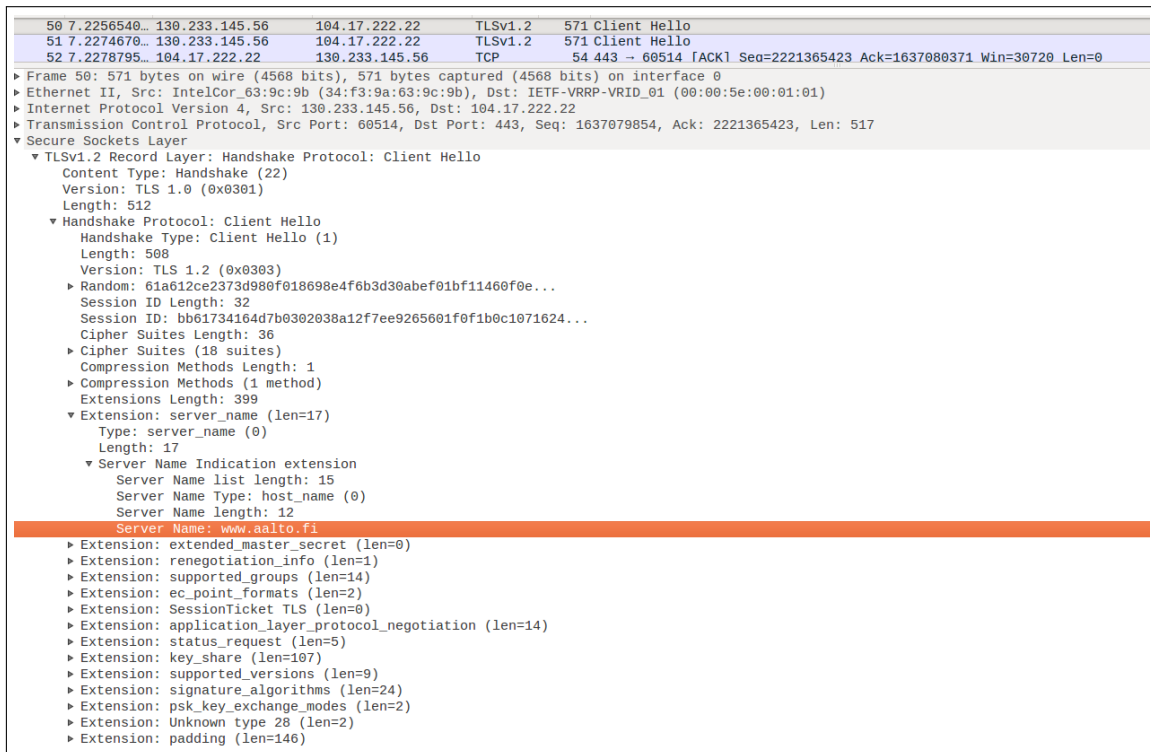 50 7.2256540… 130.233.145.56 104.17.222.22 TLSv1.2 571 Client Hello
51 7.2274670… 130.233.145.56 104.17.222.22 TLSv1.2 571 Client Hello
52 7.2278795… 104.17.222.22 130.233.145.56 TCP 54 443 → 60514 [ACK] Seq=2221365423 Ack=1637080371 Win=30720 Len=0
Frame 50: 571 bytes on wire (4568 bits), 571 bytes captured (4568 bits) on interface 0
Ethernet II, Src: IntelCor_63:9c:9b (34:f3:9a:63:9c:9b), Dst: IETF-VRRP-VRID_01 (00:00:5e:00:01:01)
Internet Protocol Version 4, Src: 130.233.145.56, Dst: 104.17.222.22
Transmission Control Protocol, Src Port: 60514, Dst Port: 443, Seq: 1637079854, Ack: 2221365423, Len: 517
Secure Sockets Layer
TLSv1.2 Record Layer: Handshake Protocol: Client Hello
Content Type: Handshake (22)
Version: TLS 1.0 (0x0301)
Length: 512
Handshake Protocol: Client Hello
Handshake Type: Client Hello (1)
Length: 508
Version: TLS 1.2 (0x0303)
Random: 61a612ce2373d980f018698e4f6b3d30abef01bf11460f0e...
Session ID Length: 32
Session ID: bb61734164d7b0302038a12f7ee9265601f0f1b0c1071624...
Cipher Suites Length: 36
Cipher Suites (18 suites)
Compression Methods Length: 1
Compression Methods (1 method)
Extensions Length: 399
Extension: server_name (len=17)
Type: server_name (0)
Length: 17
Server Name Indication extension
Server Name list length: 15
Server Name Type: host_name (0)
Server Name length: 12
Server Name: www.aalto.fi
Extension: extended_master_secret (len=0)
Extension: renegotiation_info (len=1)
Extension: supported_groups (len=14)
Extension: ec_point_formats (len=2)
Extension: SessionTicket TLS (len=0)
Extension: application_layer_protocol_negotiation (len=14)
Extension: status_request (len=5)
Extension: key_share (len=107)
Extension: supported_versions (len=9)
Extension: signature_algorithms (len=24)
Extension: psk_key_exchange_modes (len=2)
Extension: Unknown type 28 (len=2)
Extension: padding (len=146)